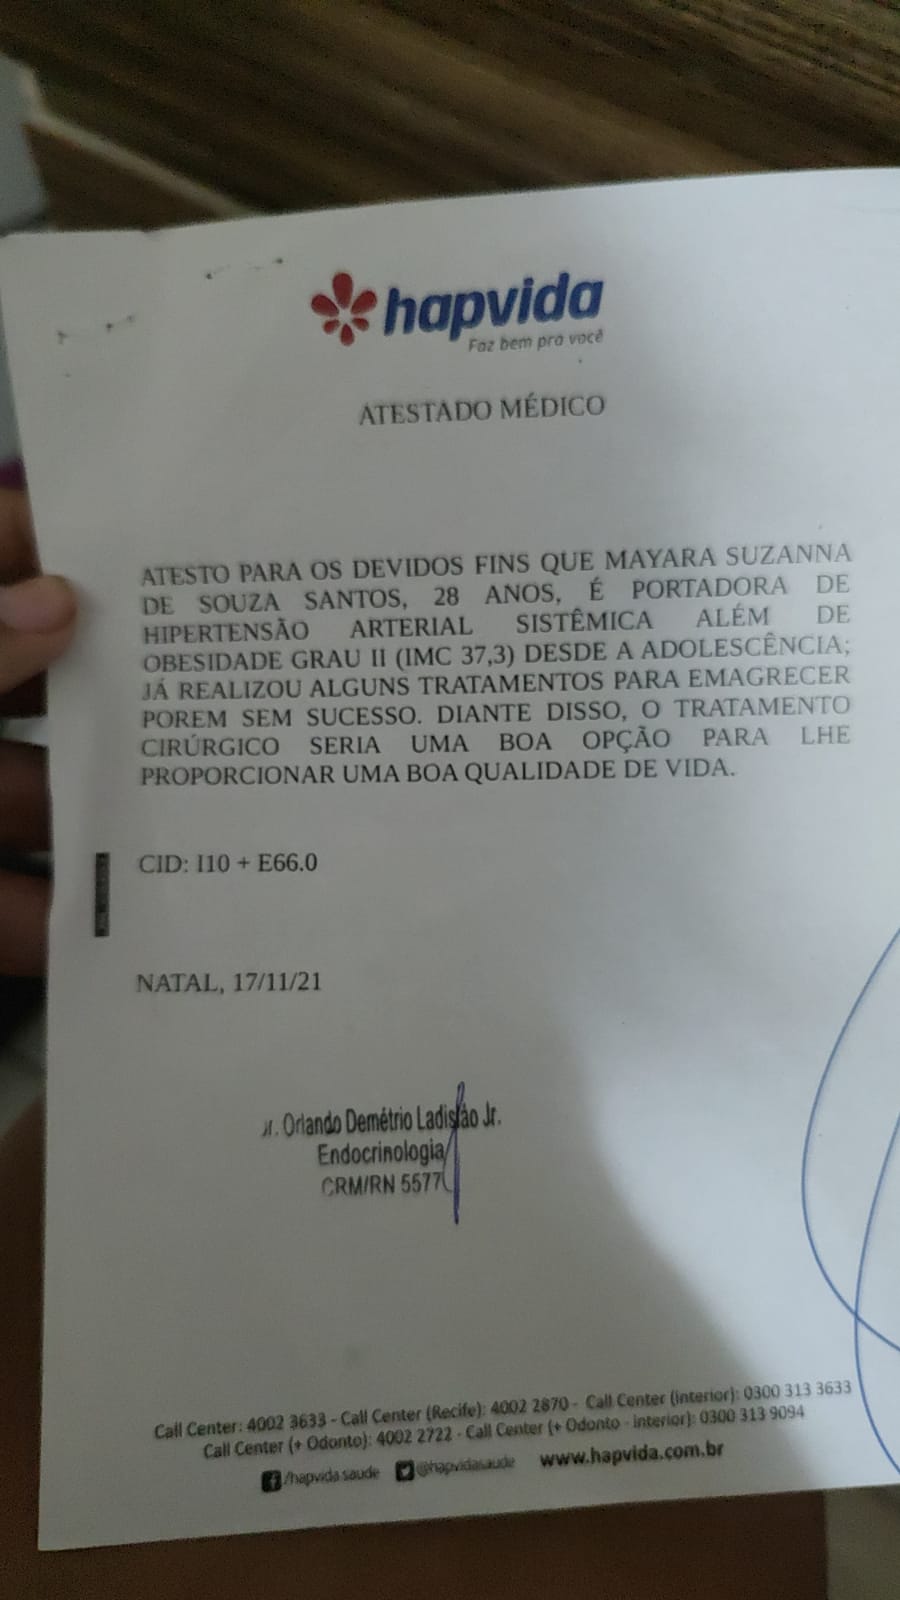 hapvida
Faz bem pra você
ATESTADO MÉDICO
ATESTO PARA OS DEVIDOS FINS QUE MAYARA SUZANNA
DE SOUZA SANTOS, 28 ANOS, É PORTADORA DE
HIPERTENSÃO ARTERIAL SISTÊMICA ALÉM DE
OBESIDADE GRAU II (IMC 37,3) DESDE A ADOLESCÊNCIA;
JÁ REALIZOU ALGUNS TRATAMENTOS PARA EMAGRECER
POREM SEM SUCESSO. DIANTE DISSO, O TRATAMENTO
CIRÚRGICO SERIA UMA BOA OPÇÃO PARA LHE
PROPORCIONAR UMA BOA QUALIDADE DE VIDA.
CID: I10 + E66.0
NATAL, 17/11/21
Orlando Demétrio Ladisláo Jr.
Endocrinologia
CRM/RN 5577
Call Center: 4002 3633 - Call Center (Recife): 4002 2870 - Call Center (interior): 0300 313 3633
Call Center (+ Odonto): 4002 2722 - Call Center (+ Odonto - interior): 0300 313 9094
/hapvida saude @hapvidasaude www.hapvida.com.br